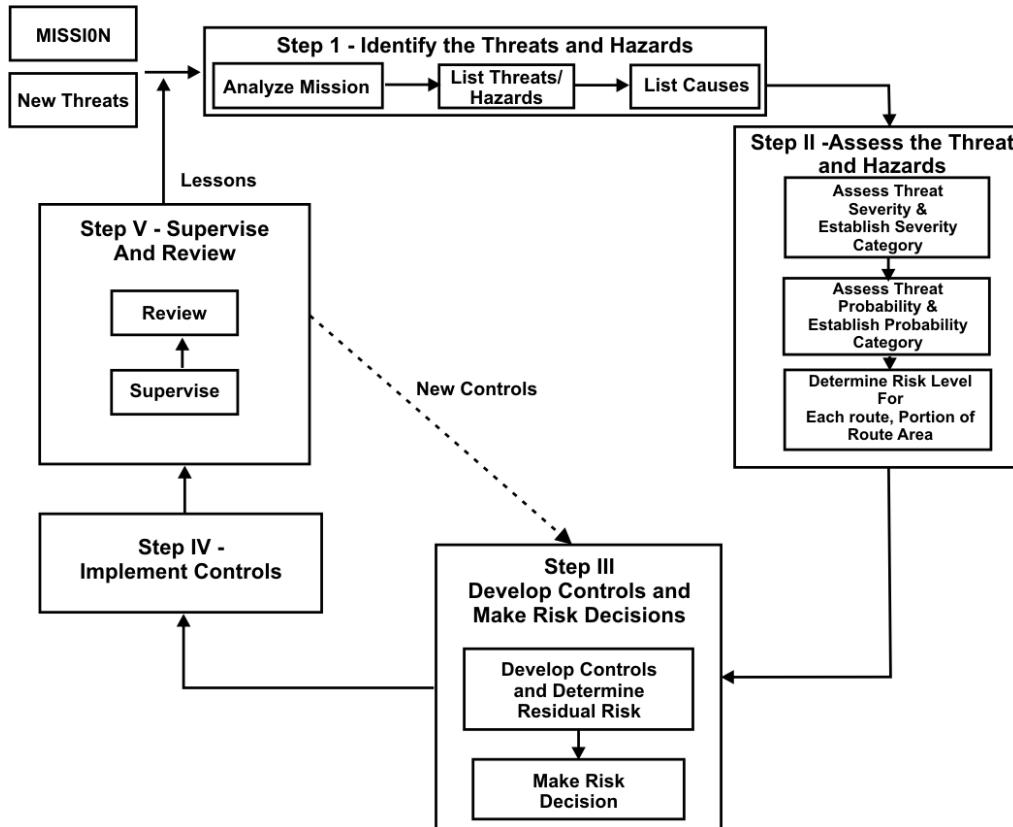 MISSI0N
New Threats
Step 1 - Identify the Threats and Hazards
Analyze Mission
List Threats/
Hazards
List Causes
Step II -Assess the Threat
and Hazards
Assess Threat
Severity &
Establish Severity
Category
Assess Threat
Probability &
Establish Probability
Category
Determine Risk Level
For
Each route, Portion of
Route Area
Lessons
Step V - Supervise
And Review
Review
Supervise
New Controls
Step IV -
Implement Controls
Step III
Develop Controls and
Make Risk Decisions
Develop Controls
and Determine
Residual Risk
Make Risk
Decision